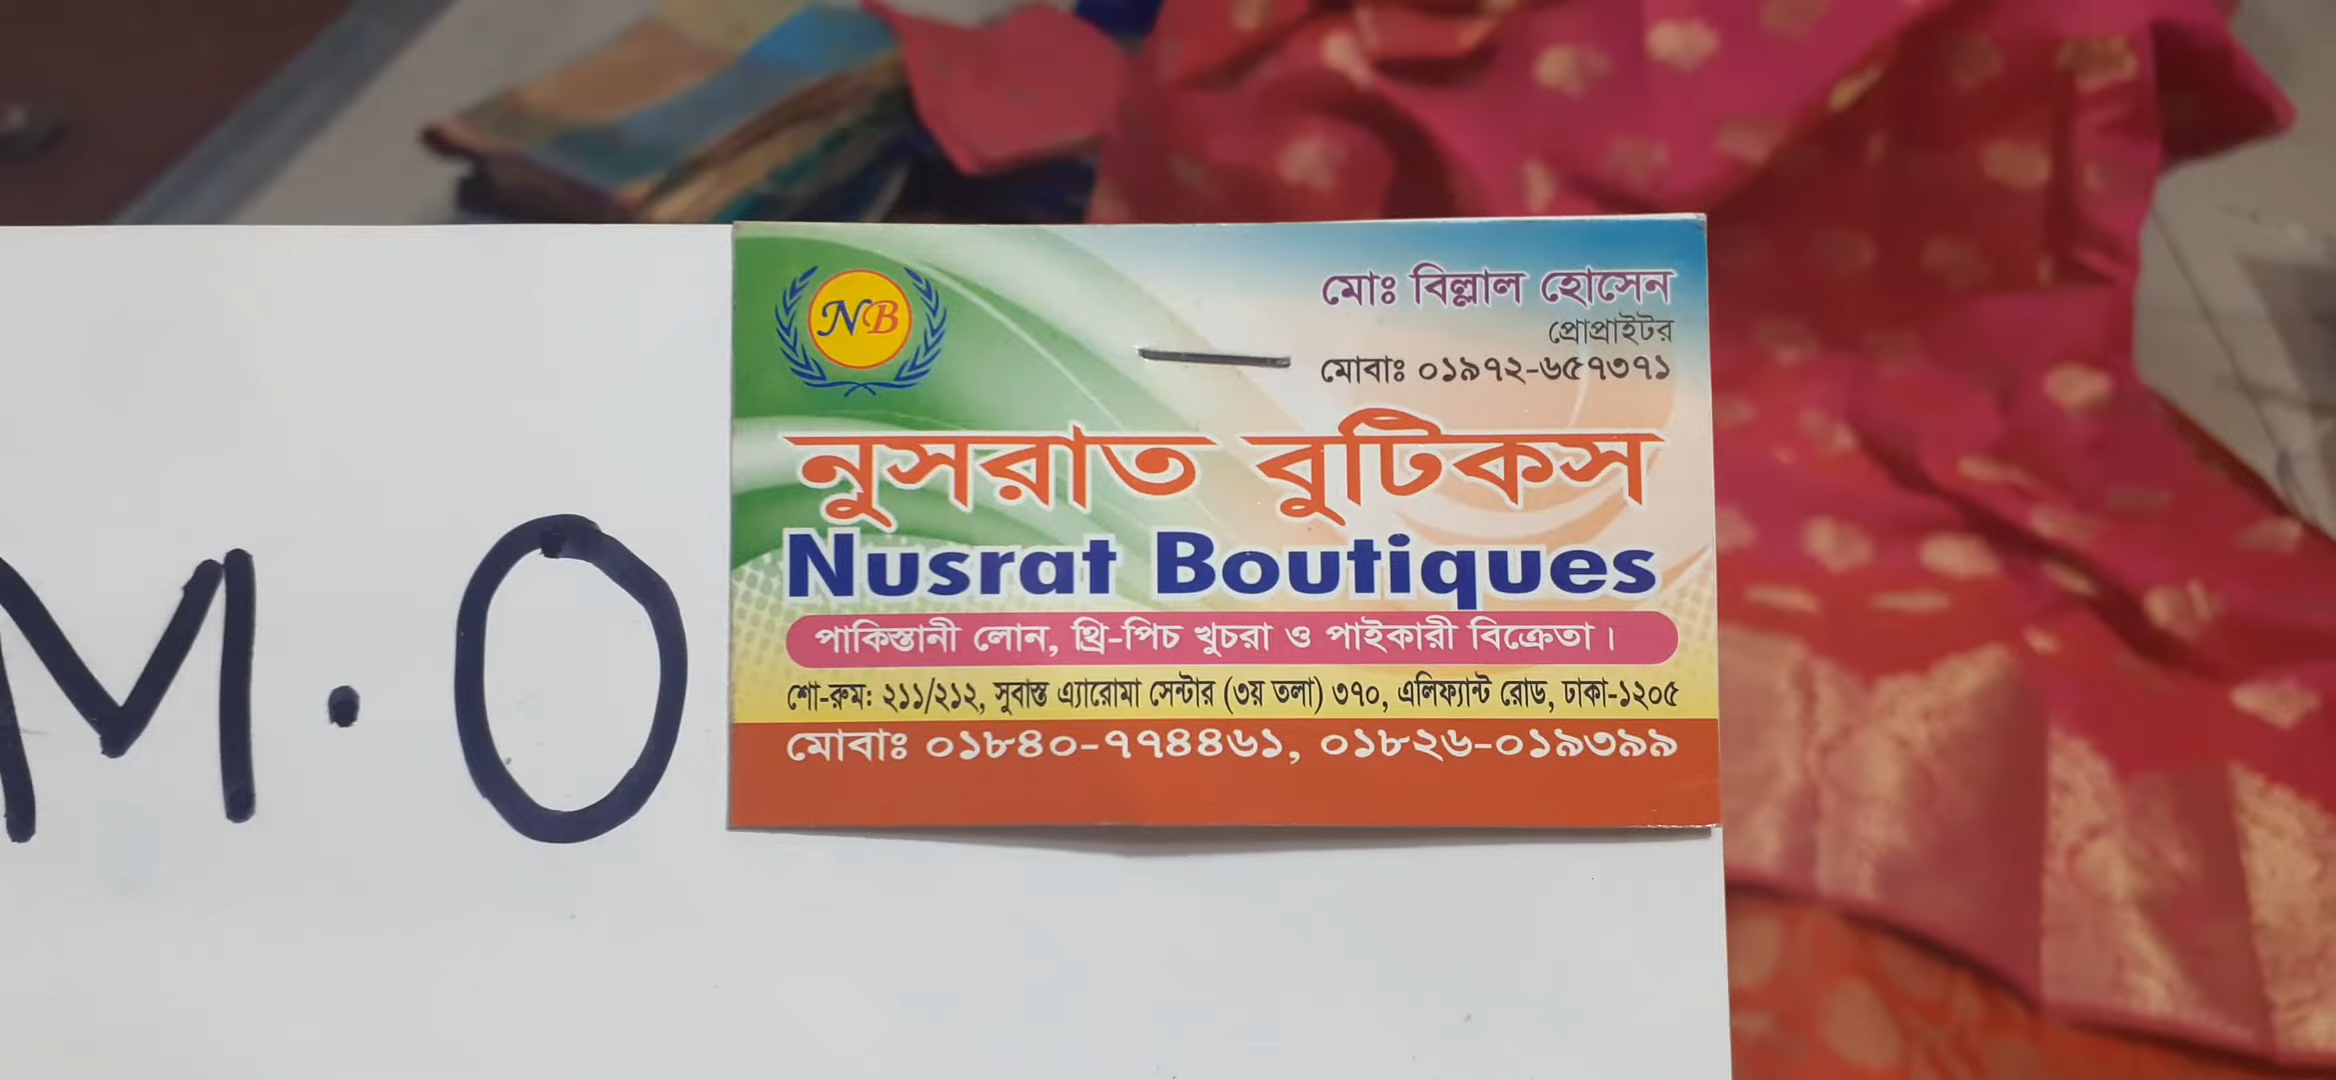 M.O
NB
মোঃ বিল্লাল হোসেন
প্রোপ্রাইটর
মোবাঃ ০১৯৭২-৬৫৭৩৭১
নুসরাত বুটিকস
Nusrat Boutiques
পাকিস্তানী লোন, থ্রি-পিচ খুচরা ও পাইকারী বিক্রেতা।
শো-রুম: ২১১/২১২, সুবাস্ত এ্যারোমা সেন্টার (৩য় তলা) ৩৭০, এলিফ্যান্ট রোড, ঢাকা-১২০৫
মোবাঃ ০১৮৪০-৭৭৪৪৬১, ০১৮২৬-০১৯৩৯৯